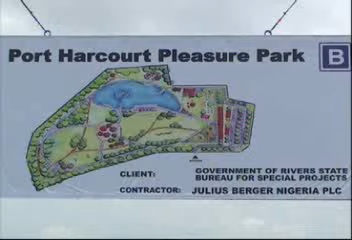 Port Harcourt Pleasure Park
B
CLIENT: GOVERNMENT OF RIVERS STATE
BUREAU FOR SPECIAL PROJECTS
CONTRACTOR: JULIUS BERGER NIGERIA PLC